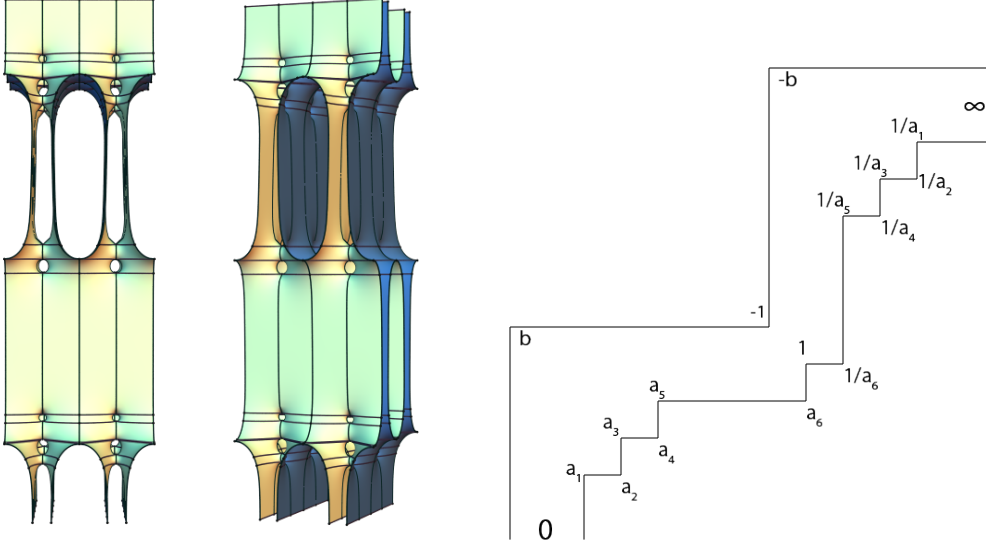 -b
∞
1/a₁
1/a₃
1/a₂
1/a₅
1/a₄
-1
b
1
1/a₆
a₅
a₆
a₃
a₄
a₁
a₂
0